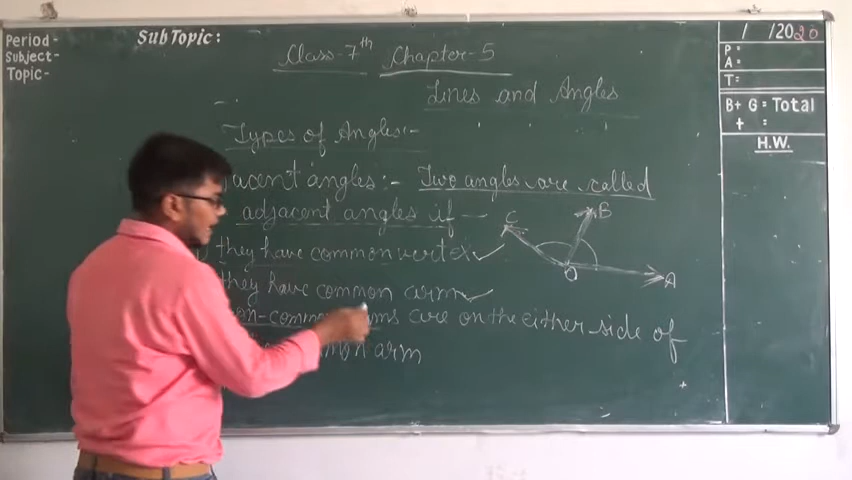 Period-
Subject-
Topic-
Sub Topic:
Class-7th Chapter-5
Lines and Angles
Types of Angles:-
acent angles:- Two angles are called
adjacent angles if -
they have common vertex ✓
they have common arm ✓
on-common arms are on the either side of
common arm
C
B
O
A
/ /2020
P=
A=
T=
B+ G = Total
+ =
H.W.